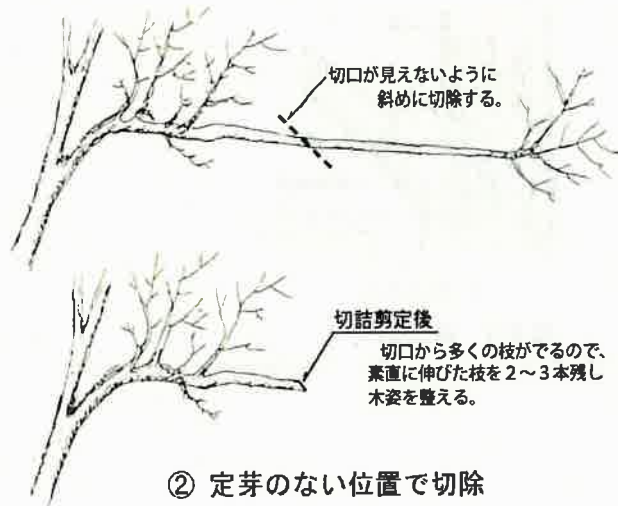 切口が見えないように
斜めに切除する。
切詰剪定後
切口から多くの枝がでるので、
素直に伸びた枝を２～３本残し
木姿を整える。
② 定芽のない位置で切除